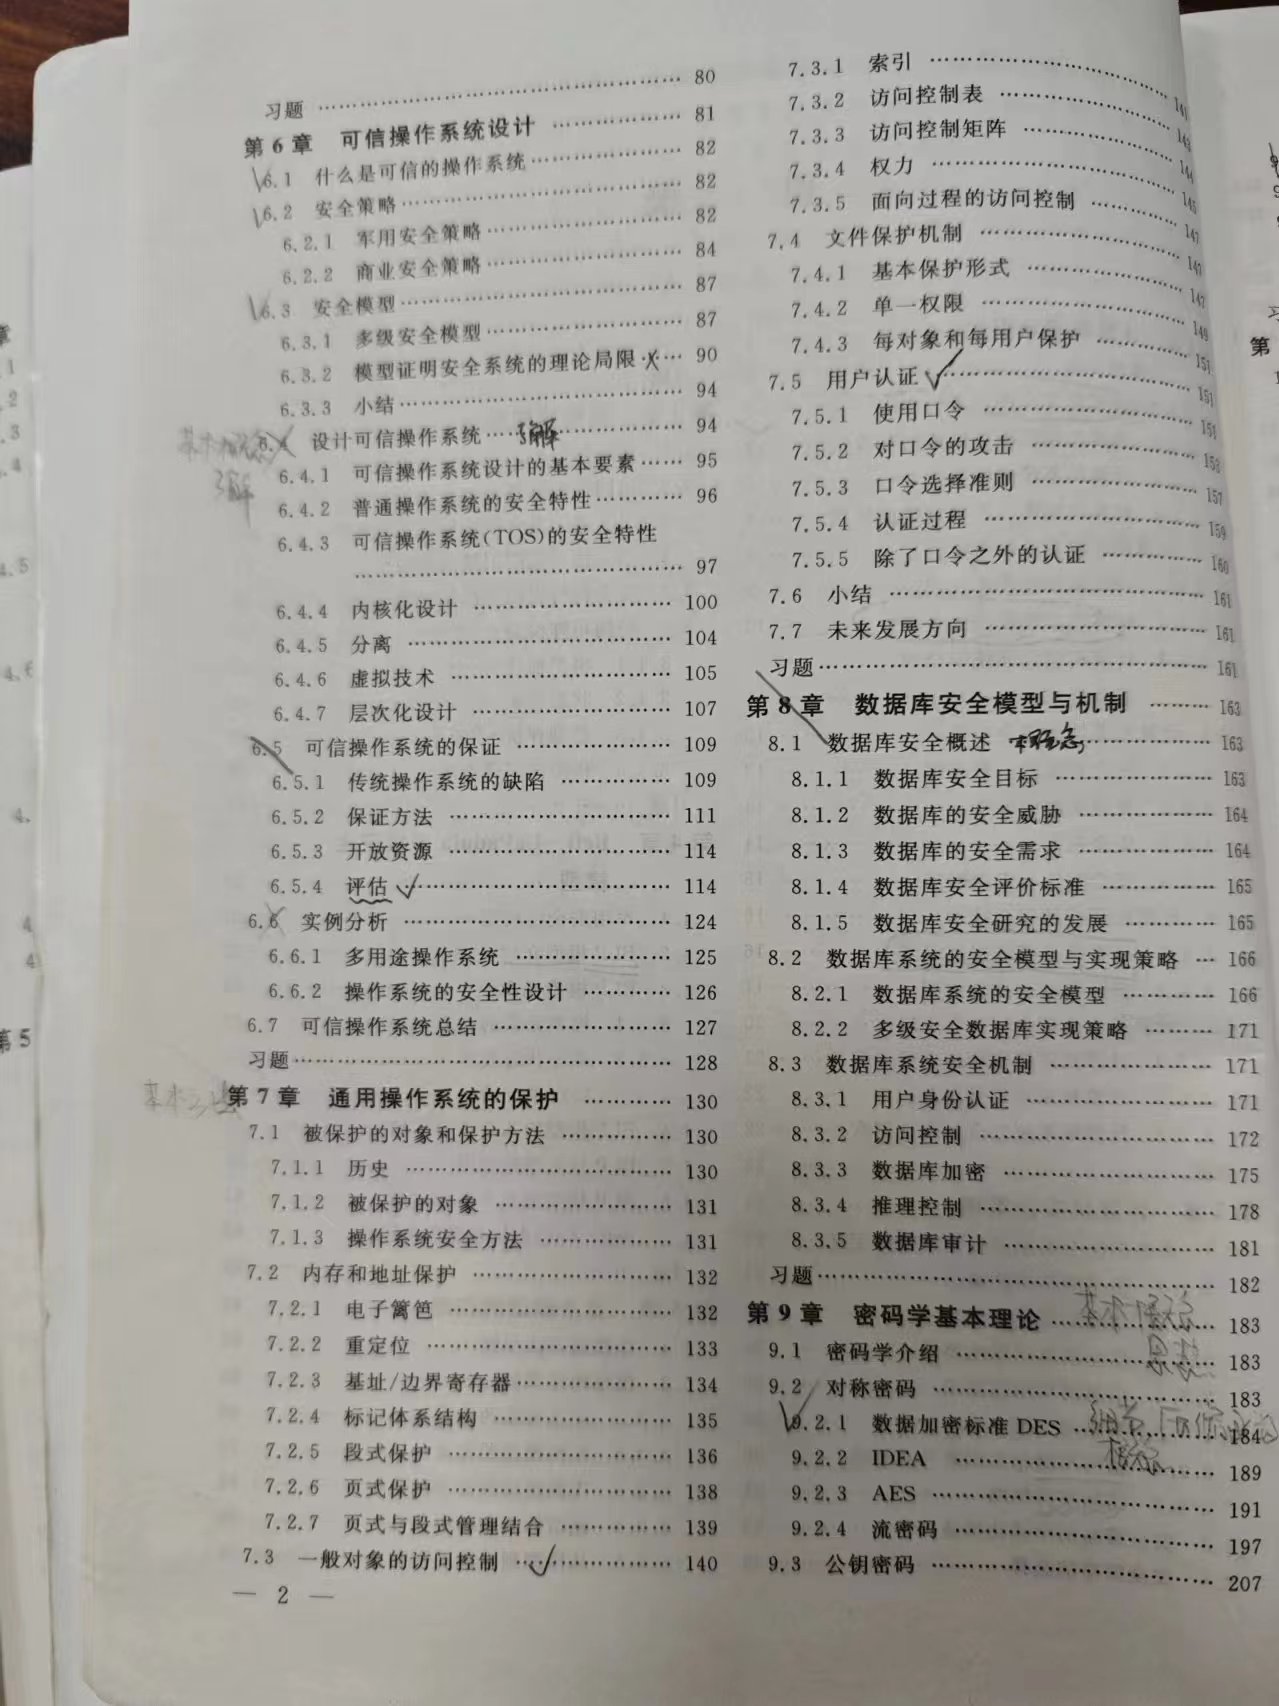 习题 …… 80
第6章 可信操作系统设计 …… 81
6.1 什么是可信的操作系统 …… 82
6.2 安全策略 …… 82
6.2.1 军用安全策略 …… 82
6.2.2 商业安全策略 …… 84
6.3 安全模型 …… 87
6.3.1 多级安全模型 …… 87
6.3.2 模型证明安全系统的理论局限 …… 90
6.3.3 小结 …… 94
6.4 设计可信操作系统 …… 了解 …… 94
基本概念
了解
6.4.1 可信操作系统设计的基本要素 …… 95
6.4.2 普通操作系统的安全特性 …… 96
6.4.3 可信操作系统(TOS)的安全特性
…… 97
6.4.4 内核化设计 …… 100
6.4.5 分离 …… 104
6.4.6 虚拟技术 …… 105
6.4.7 层次化设计 …… 107
6.5 可信操作系统的保证 …… 109
6.5.1 传统操作系统的缺陷 …… 109
6.5.2 保证方法 …… 111
6.5.3 开放资源 …… 114
6.5.4 评估 …… 114
6.6 实例分析 …… 124
6.6.1 多用途操作系统 …… 125
6.6.2 操作系统的安全性设计 …… 126
6.7 可信操作系统总结 …… 127
习题 …… 128
第7章 通用操作系统的保护 …… 130
7.1 被保护的对象和保护方法 …… 130
7.1.1 历史 …… 130
7.1.2 被保护的对象 …… 131
7.1.3 操作系统安全方法 …… 131
7.2 内存和地址保护 …… 132
7.2.1 电子篱笆 …… 132
7.2.2 重定位 …… 133
7.2.3 基址/边界寄存器 …… 134
7.2.4 标记体系结构 …… 135
7.2.5 段式保护 …… 136
7.2.6 页式保护 …… 138
7.2.7 页式与段式管理结合 …… 139
7.3 一般对象的访问控制 …… 140
— 2 —
7.3.1 索引 …… 141
7.3.2 访问控制表 …… 143
7.3.3 访问控制矩阵 …… 144
7.3.4 权力 …… 145
7.3.5 面向过程的访问控制 …… 147
7.4 文件保护机制 …… 147
7.4.1 基本保护形式 …… 147
7.4.2 单一权限 …… 149
7.4.3 每对象和每用户保护 …… 151
7.5 用户认证 …… 151
7.5.1 使用口令 …… 151
7.5.2 对口令的攻击 …… 153
7.5.3 口令选择准则 …… 157
7.5.4 认证过程 …… 159
7.5.5 除了口令之外的认证 …… 160
7.6 小结 …… 161
7.7 未来发展方向 …… 161
习题 …… 161
第8章 数据库安全模型与机制 …… 163
8.1 数据库安全概述 概念 …… 163
8.1.1 数据库安全目标 …… 163
8.1.2 数据库的安全威胁 …… 164
8.1.3 数据库的安全需求 …… 164
8.1.4 数据库安全评价标准 …… 165
8.1.5 数据库安全研究的发展 …… 165
8.2 数据库系统的安全模型与实现策略 … 166
8.2.1 数据库系统的安全模型 …… 166
8.2.2 多级安全数据库实现策略 …… 171
8.3 数据库系统安全机制 …… 171
8.3.1 用户身份认证 …… 171
8.3.2 访问控制 …… 172
8.3.3 数据库加密 …… 175
8.3.4 推理控制 …… 178
8.3.5 数据库审计 …… 181
习题 …… 182
第9章 密码学基本理论 …… 183
9.1 密码学介绍 …… 183
9.2 对称密码 …… 183
9.2.1 数据加密标准 DES …… 184
9.2.2 IDEA …… 189
9.2.3 AES …… 191
9.2.4 流密码 …… 197
9.3 公钥密码 …… 207